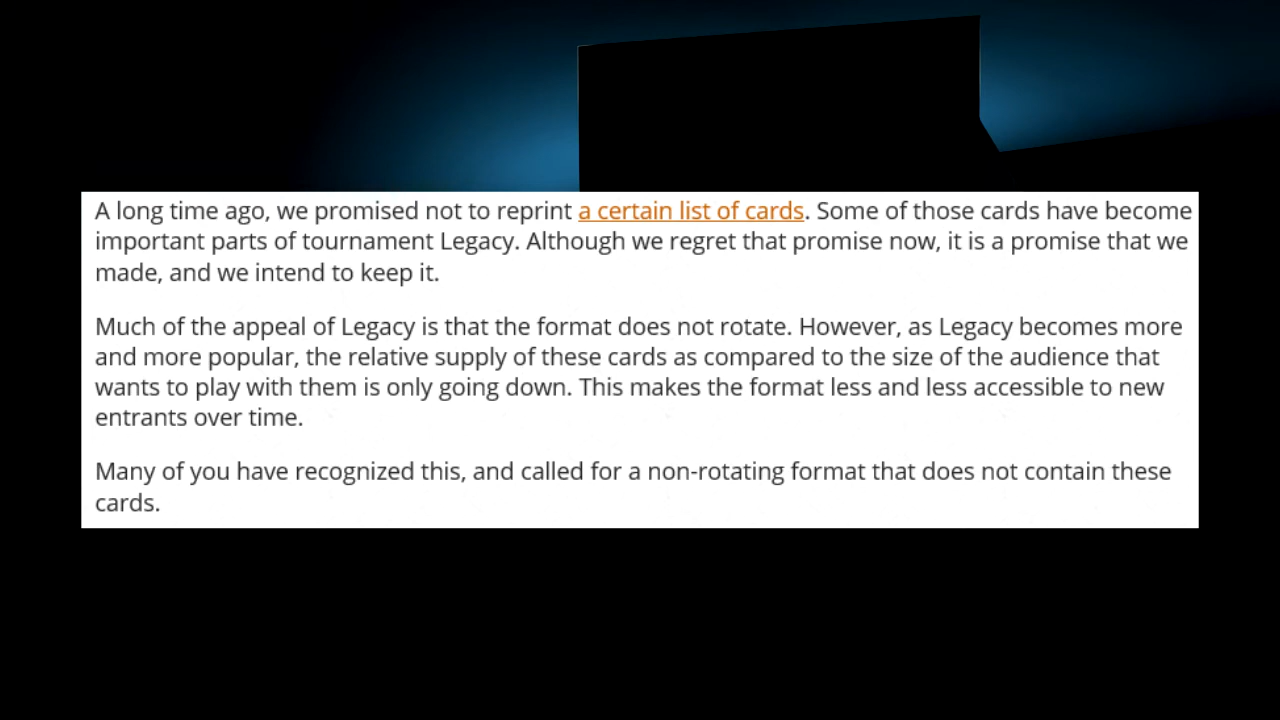 A long time ago, we promised not to reprint a certain list of cards. Some of those cards have become
important parts of tournament Legacy. Although we regret that promise now, it is a promise that we
made, and we intend to keep it.
Much of the appeal of Legacy is that the format does not rotate. However, as Legacy becomes more
and more popular, the relative supply of these cards as compared to the size of the audience that
wants to play with them is only going down. This makes the format less and less accessible to new
entrants over time.
Many of you have recognized this, and called for a non-rotating format that does not contain these
cards.